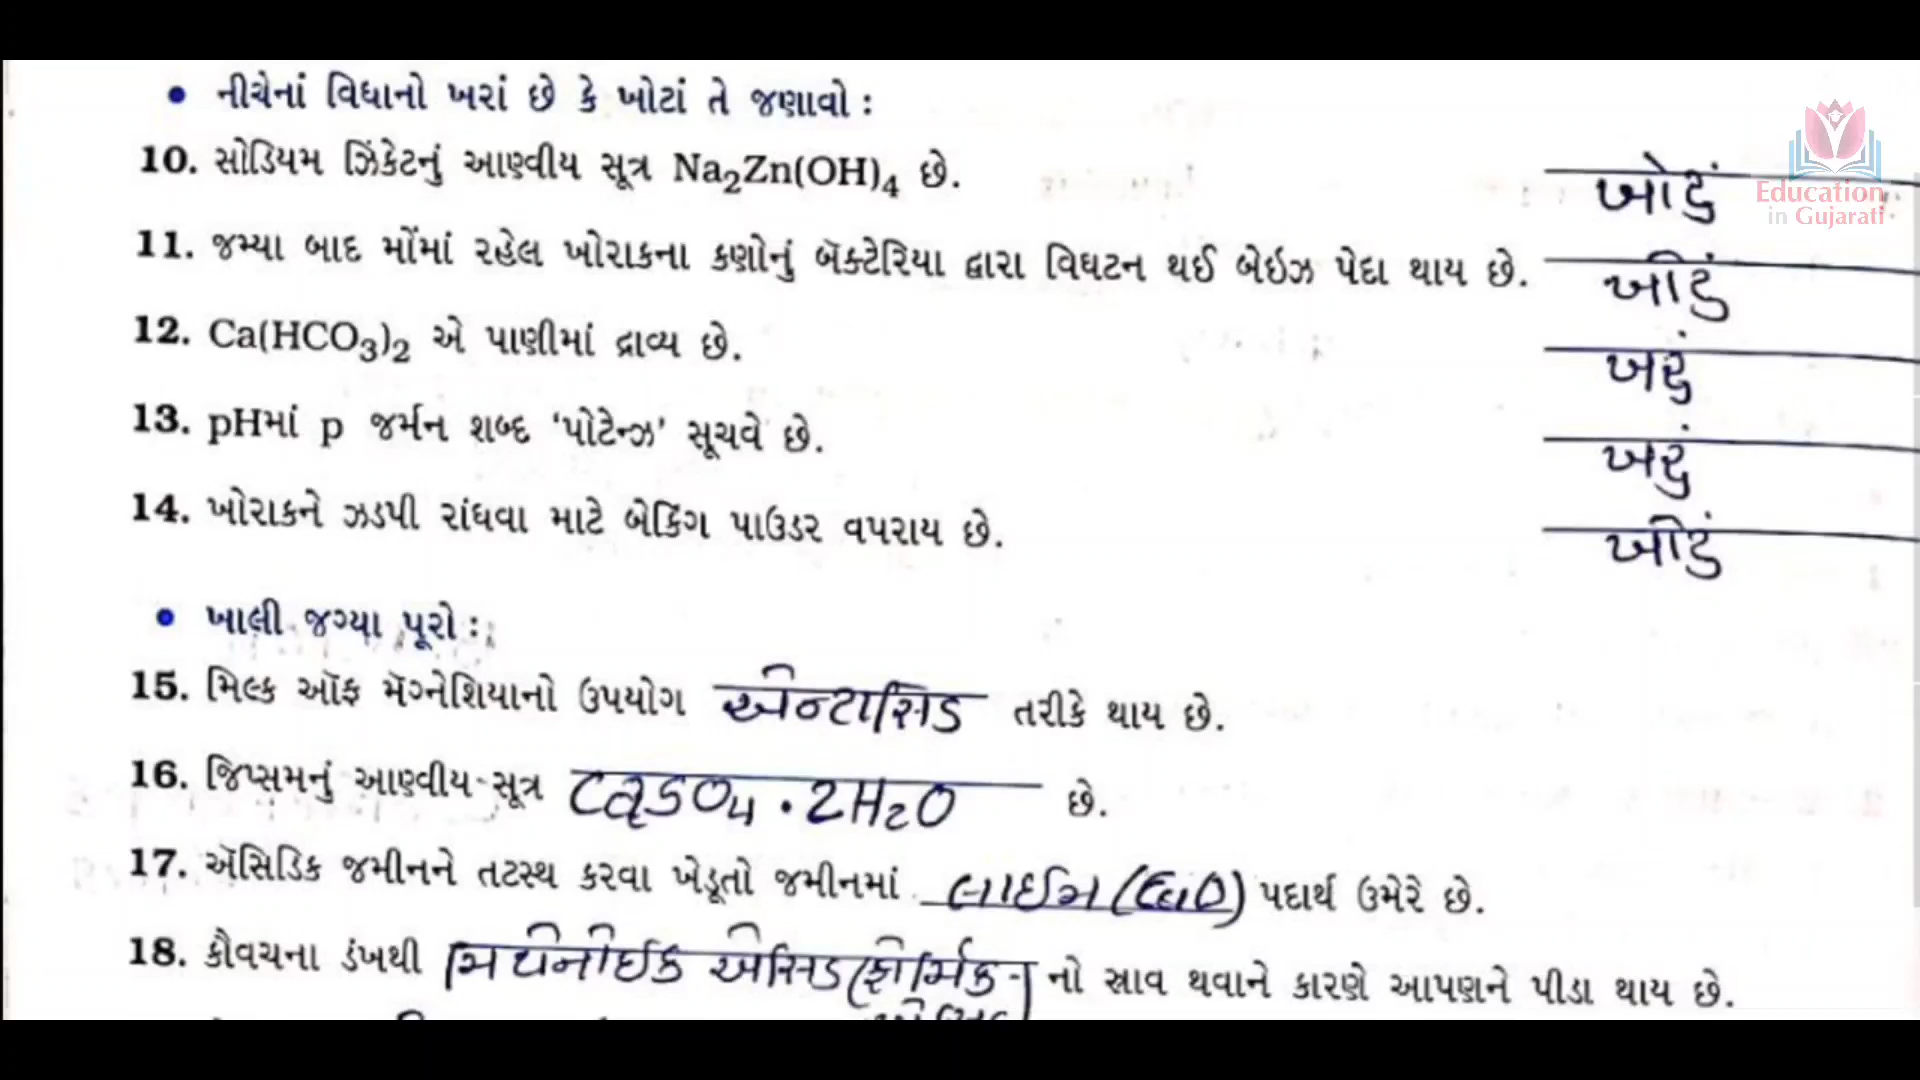 • નીચેનાં વિધાનો ખરાં છે કે ખોટાં તે જણાવો :
10. સોડિયમ ઝિંકેટનું આણ્વીય સૂત્ર Na₂Zn(OH)₄ છે. ખોટું
Education
in Gujarati
11. જમ્યા બાદ મોંમાં રહેલ ખોરાકના કણોનું બૅક્ટેરિયા દ્વારા વિઘટન થઈ બેઇઝ પેદા થાય છે. ખોટું
12. Ca(HCO₃)₂ એ પાણીમાં દ્રાવ્ય છે. ખરું
13. pHમાં p જર્મન શબ્દ ‘પોટેન્ઝ’ સૂચવે છે. ખરું
14. ખોરાકને ઝડપી રાંધવા માટે બેકિંગ પાઉડર વપરાય છે. ખોટું
• ખાલી જગ્યા પૂરો :
15. મિલ્ક ઑફ મૅગ્નેશિયાનો ઉપયોગ એન્ટાસિડ તરીકે થાય છે.
16. જિપ્સમનું આણ્વીય સૂત્ર CaSO₄ · 2H₂O છે.
17. ઍસિડિક જમીનને તટસ્થ કરવા ખેડૂતો જમીનમાં લાઈમ (CaO) પદાર્થ ઉમેરે છે.
18. કૌવચના ડંખથી મિથેનોઈક એસિડ (ફોર્મિક નો સ્રાવ થવાને કારણે આપણને પીડા થાય છે.